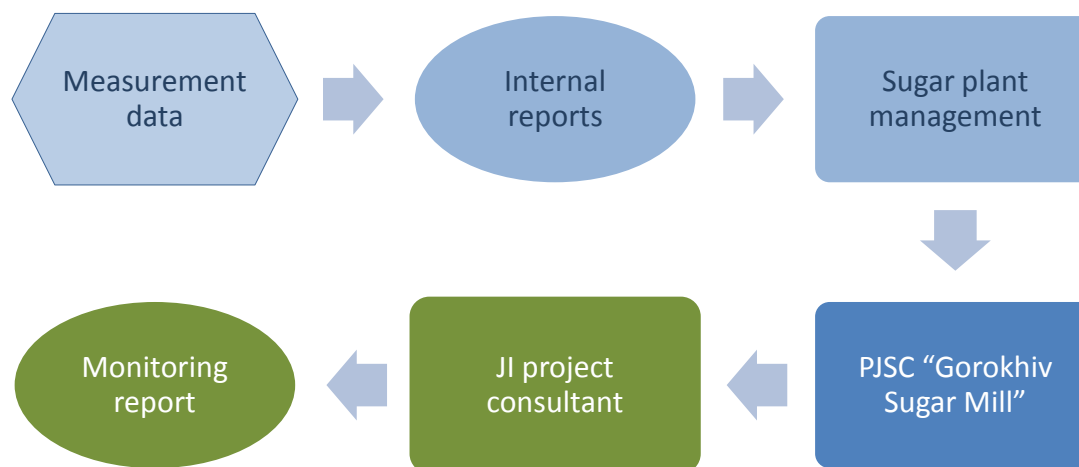 Measurement
data
Internal
reports
Sugar plant
management
Monitoring
report
JI project
consultant
PJSC “Gorokhiv
Sugar Mill”